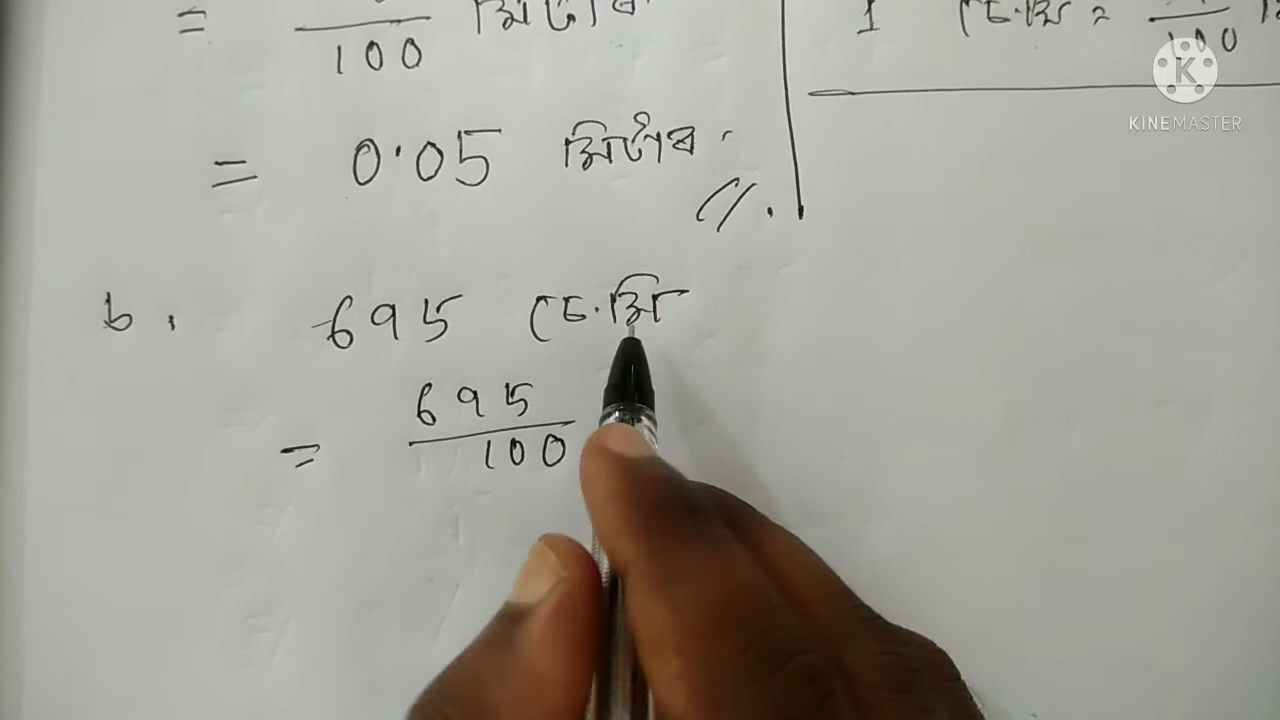 = 100 মিটাৰ
1 চে.মি = 100
KINEMASTER
= 0.05 মিটাৰ
b. 695 চে.মি
= 695
100